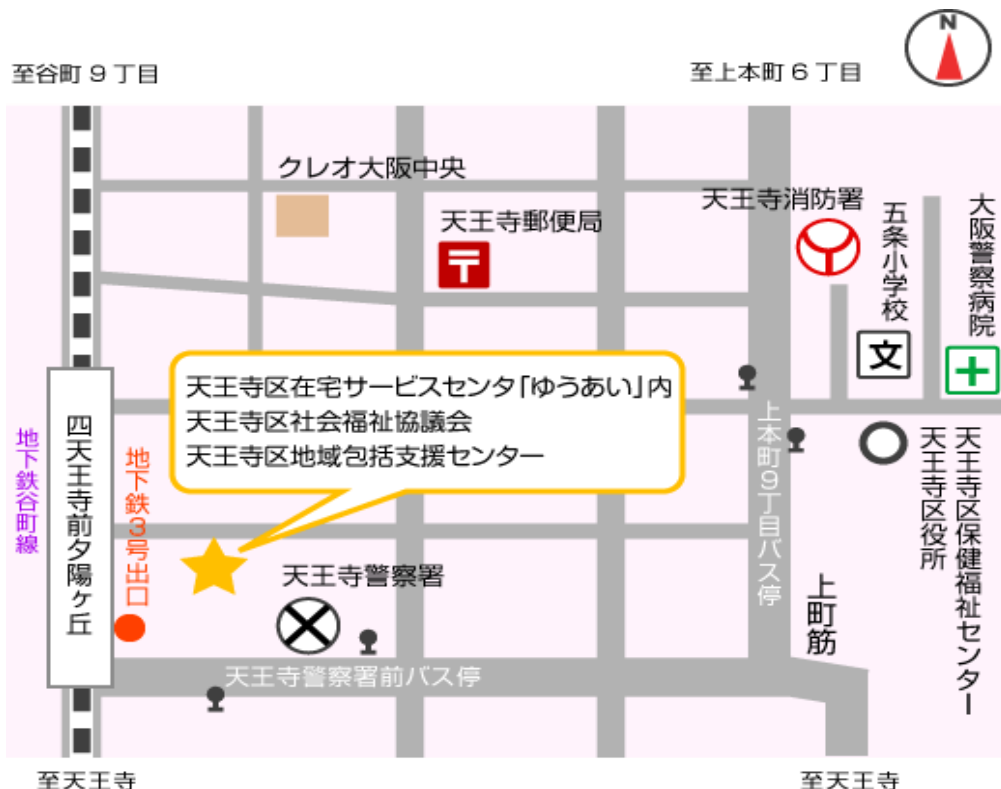 N
至谷町9丁目
至上本町6丁目
クレオ大阪中央
天王寺郵便局
〒
天王寺消防署
五条小学校
文
大阪警察病院
天王寺区在宅サービスセンタ「ゆうあい」内
天王寺区社会福祉協議会
天王寺区地域包括支援センター
地下鉄谷町線
四天王寺前夕陽ヶ丘
地下鉄3号出口
上本町9丁目バス停
天王寺区保健福祉センター
天王寺区役所
天王寺警察署
上町筋
天王寺警察署前バス停
至天王寺
至天王寺